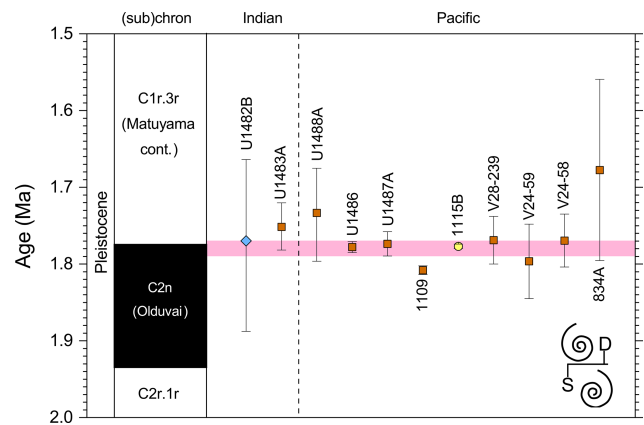 (sub)chron Indian Pacific
1.5
1.6
1.7
1.8
1.9
2.0
Age (Ma)
Pleistocene
C1r.3r
(Matuyama
cont.)
C2n
(Olduvai)
C2r.1r
U1482B
U1483A
U1488A
U1486
U1487A
1109
1115B
V28-239
V24-59
V24-58
834A
D
S